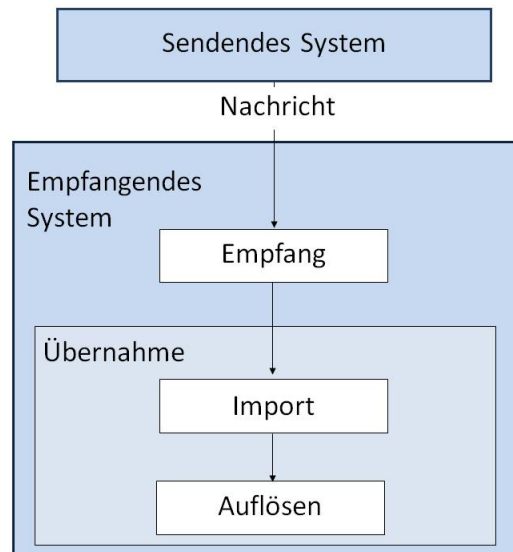 Sendendes System
Nachricht
Empfangendes
System
Empfang
Übernahme
Import
Auflösen